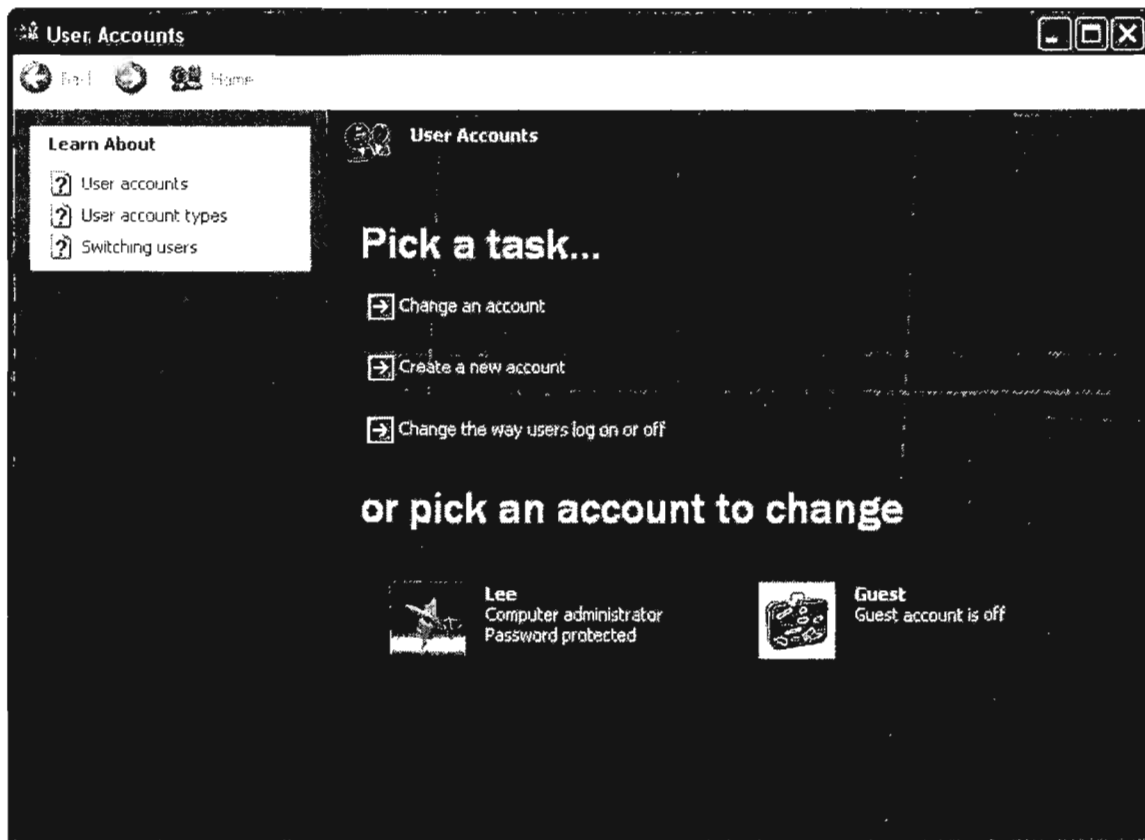 User Accounts
Back Home
Learn About
User accounts
User account types
Switching users
User Accounts
Pick a task...
Change an account
Create a new account
Change the way users log on or off
or pick an account to change
Lee
Computer administrator
Password protected
Guest
Guest account is off